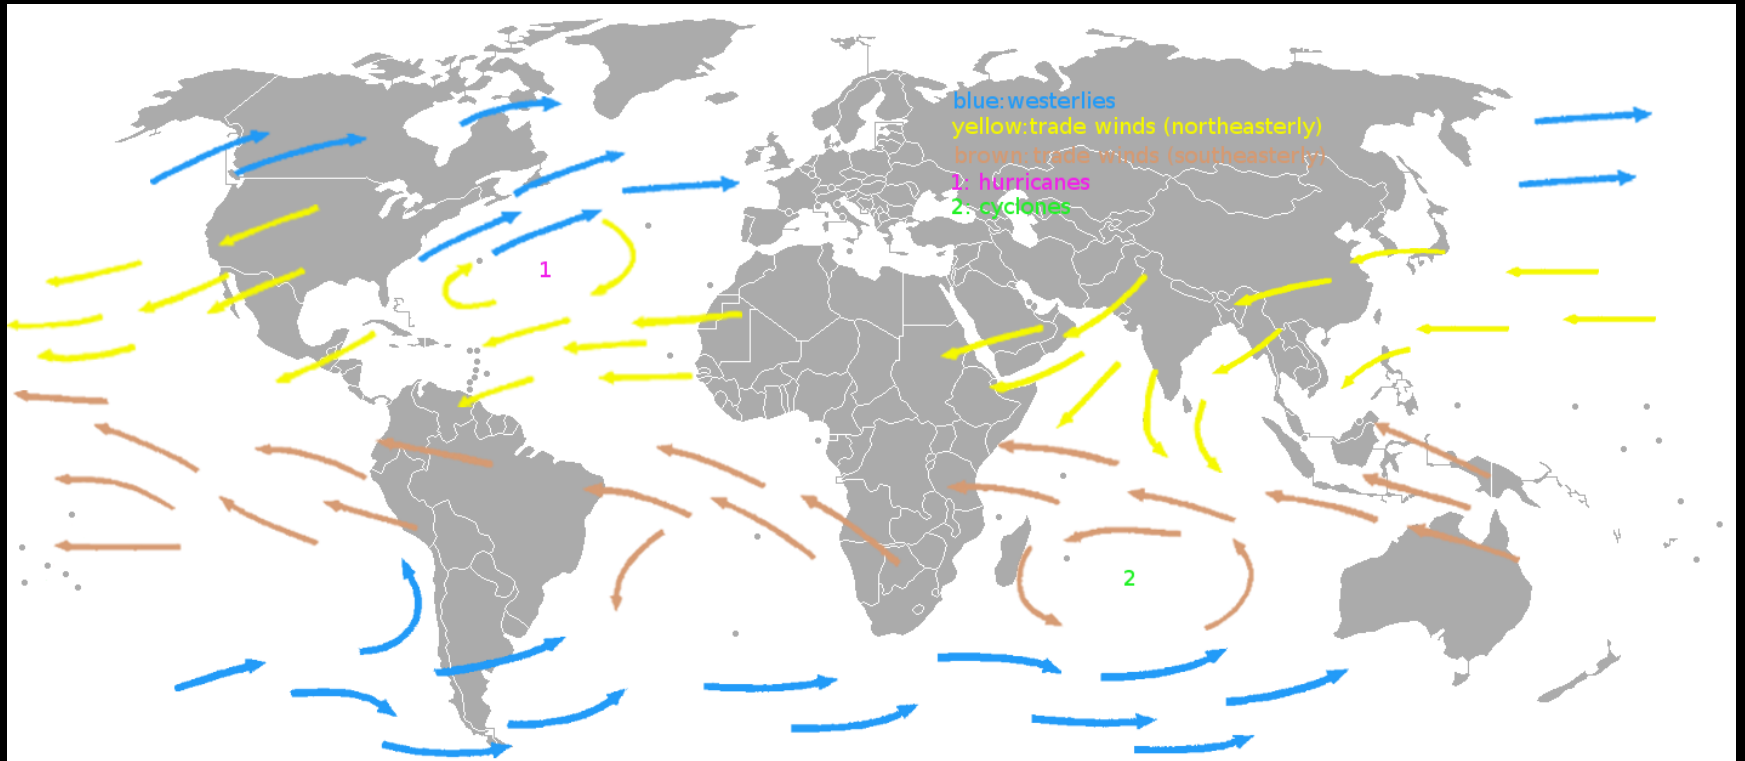 blue:westerlies
yellow:trade winds (northeasterly)
brown:trade winds (southeasterly)
1: hurricanes
2: cyclones
1
2